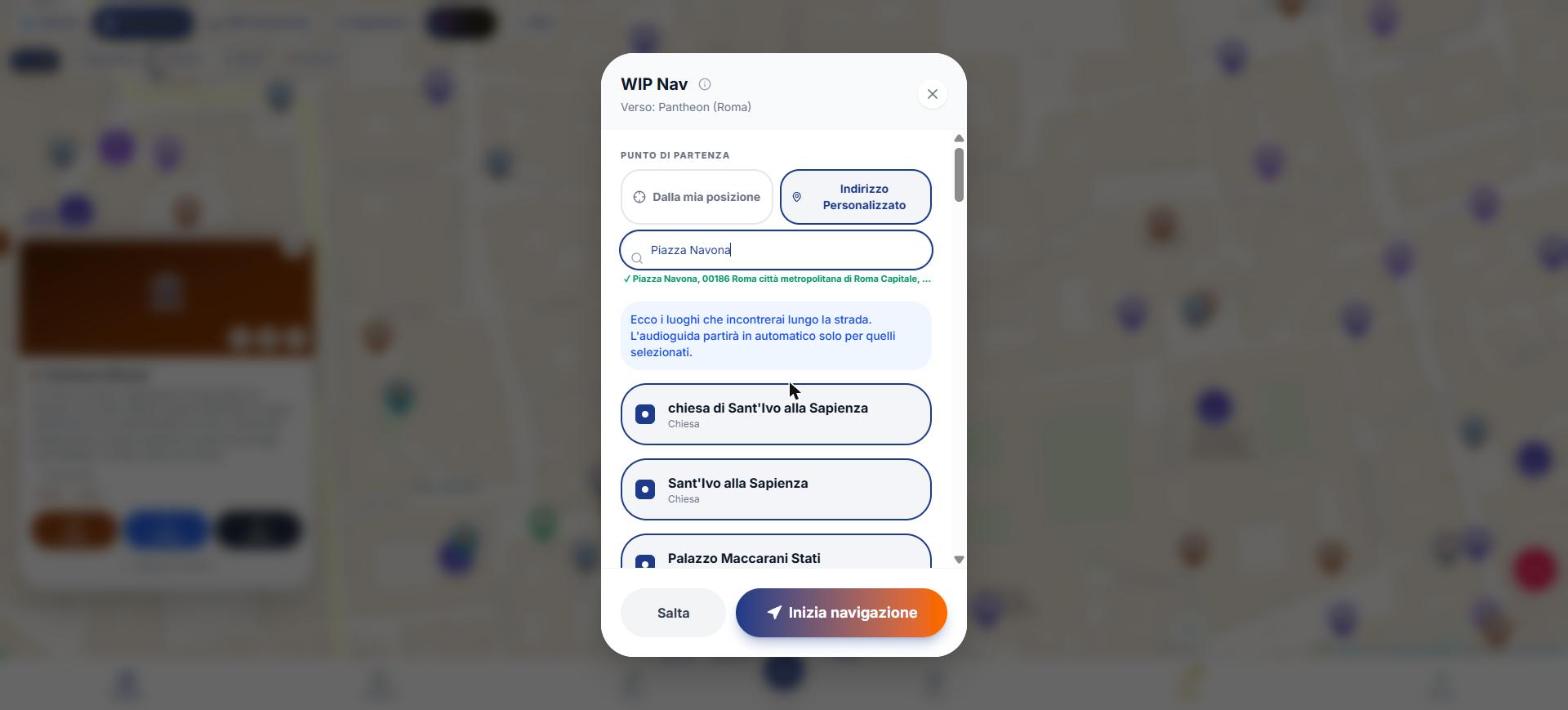 WIP Nav
Verso: Pantheon (Roma)
PUNTO DI PARTENZA
Dalla mia posizione
Indirizzo
Personalizzato
Piazza Navona
✓ Piazza Navona, 00186 Roma città metropolitana di Roma Capitale, ...
Ecco i luoghi che incontrerai lungo la strada.
L'audioguida partirà in automatico solo per quelli
selezionati.
chiesa di Sant'Ivo alla Sapienza
Chiesa
Sant'Ivo alla Sapienza
Chiesa
Palazzo Maccarani Stati
Salta
Inizia navigazione